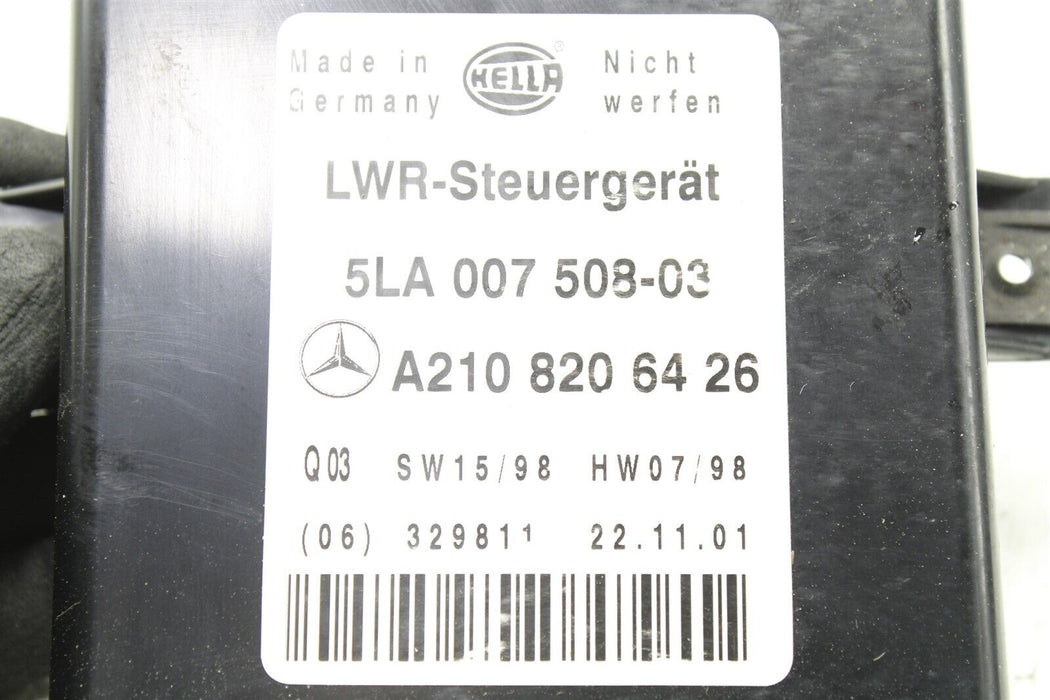 Made in Germany
HELLA ®
Nicht werfen
LWR-Steuergerät
5LA 007 508-03
A210 820 64 26
Q 03 SW15/98 HW07/98
(06) 329811 22.11.01